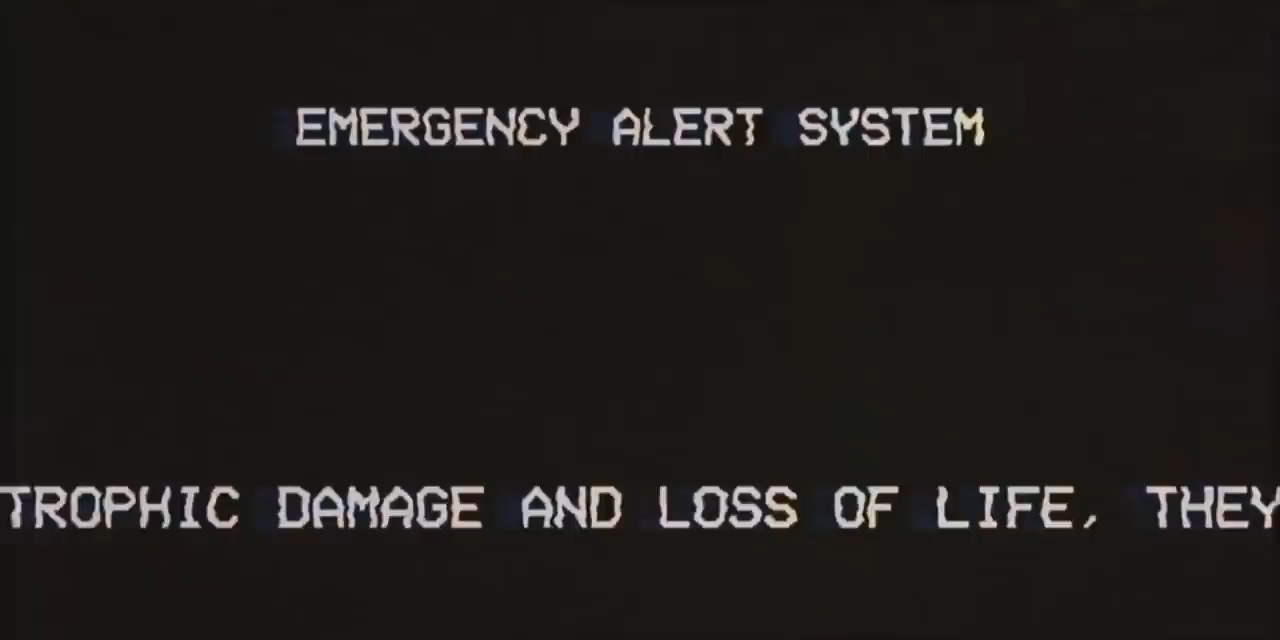 EMERGENCY ALERT SYSTEM
TROPHIC DAMAGE AND LOSS OF LIFE, THEY